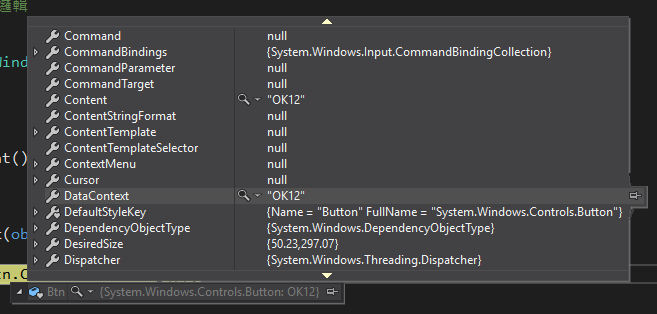 邏輯
Command null
CommandBindings {System.Windows.Input.CommandBindingCollection}
Wind
CommandParameter null
CommandTarget null
Content "OK12"
ContentStringFormat null
ContentTemplate null
ContentTemplateSelector null
at()
ContextMenu null
Cursor null
DataContext "OK12"
DefaultStyleKey {Name = "Button" FullName = "System.Windows.Controls.Button"}
DependencyObjectType {System.Windows.DependencyObjectType}
t(ob
DesiredSize {50.23,297.07}
Dispatcher {System.Windows.Threading.Dispatcher}
tn.C
Btn {System.Windows.Controls.Button: OK12}